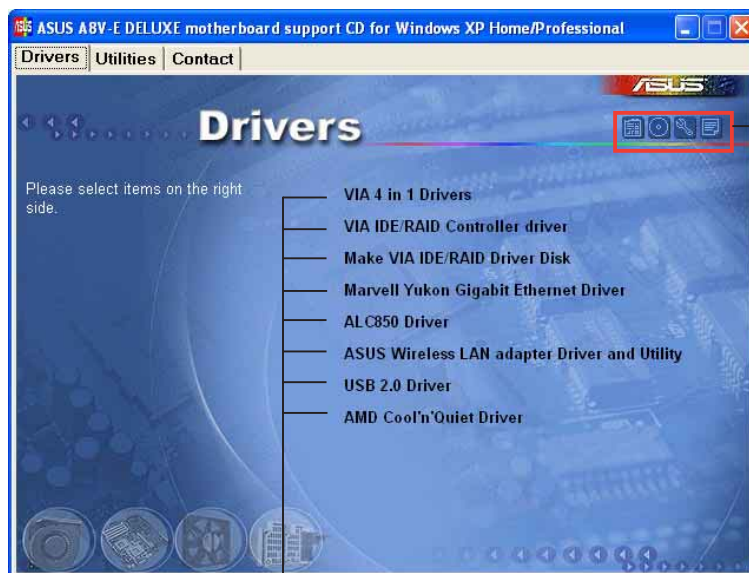 ASUS A8V-E DELUXE motherboard support CD for Windows XP Home/Professional
Drivers Utilities Contact
ASUS
Drivers
Please select items on the right
side.
VIA 4 in 1 Drivers
VIA IDE/RAID Controller driver
Make VIA IDE/RAID Driver Disk
Marvell Yukon Gigabit Ethernet Driver
ALC850 Driver
ASUS Wireless LAN adapter Driver and Utility
USB 2.0 Driver
AMD Cool'n'Quiet Driver